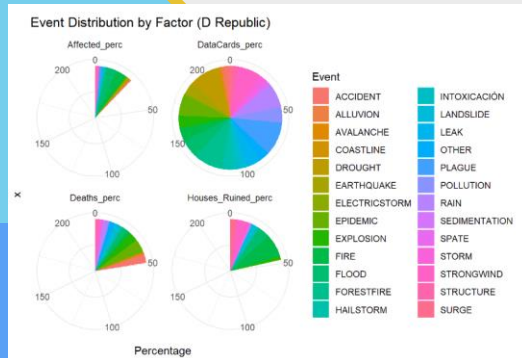 Event Distribution by Factor (D Republic)
Affected_perc
DataCards_perc
0
50
100
150
200
0
50
100
150
200
Deaths_perc
Houses_Ruined_perc
0
50
100
150
200
0
50
100
150
200
x
Percentage
Event
ACCIDENT
ALLUVION
AVALANCHE
COASTLINE
DROUGHT
EARTHQUAKE
ELECTRICSTORM
EPIDEMIC
EXPLOSION
FIRE
FLOOD
FORESTFIRE
HAILSTORM
INTOXICACIÓN
LANDSLIDE
LEAK
OTHER
PLAGUE
POLLUTION
RAIN
SEDIMENTATION
SPATE
STORM
STRONGWIND
STRUCTURE
SURGE